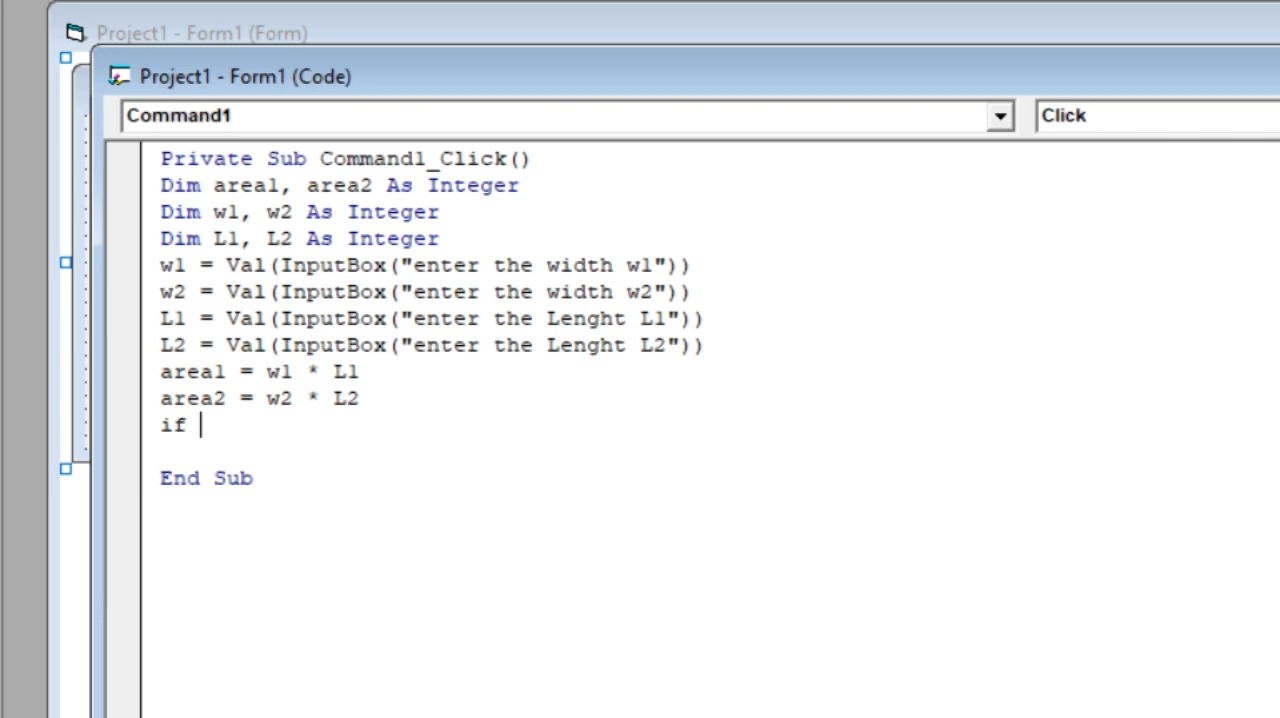 Project1 - Form1 (Form)
Project1 - Form1 (Code)
Command1
Click
Private Sub Command1_Click()
Dim area1, area2 As Integer
Dim w1, w2 As Integer
Dim L1, L2 As Integer
w1 = Val(InputBox("enter the width w1"))
w2 = Val(InputBox("enter the width w2"))
L1 = Val(InputBox("enter the Lenght L1"))
L2 = Val(InputBox("enter the Lenght L2"))
area1 = w1 * L1
area2 = w2 * L2
if
End Sub